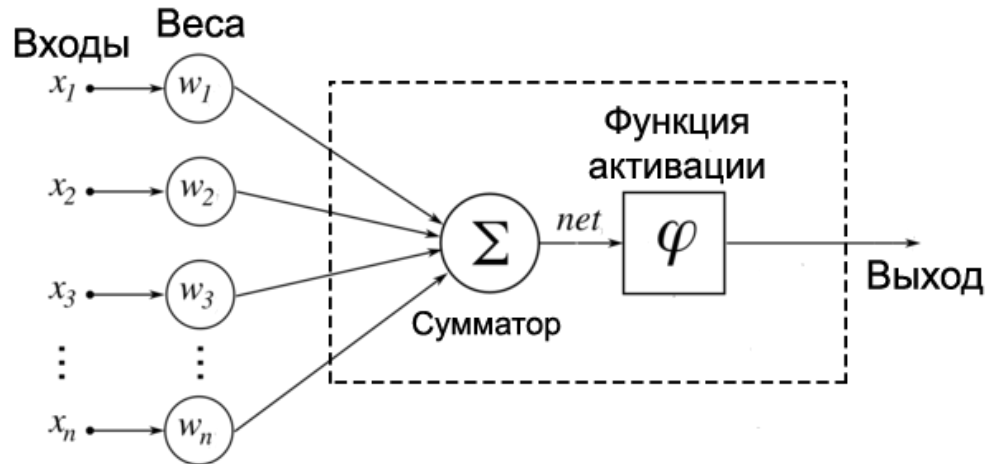 Входы
Веса
x1
w1
x2
w2
x3
w3
⋮
⋮
xn
wn
Σ
Сумматор
net
Функция
активации
φ
Выход